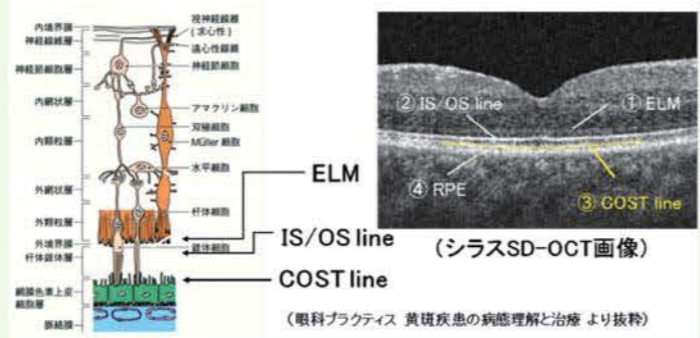 内境界膜
神経線維層
神経節細胞層
内網状層
内顆粒層
外網状層
外顆粒層
外境界膜
杆体錐体層
網膜色素上皮
細胞層
脈絡膜
視神経線維
(求心性)
遠心性線維
神経節細胞
アマクリン細胞
双極細胞
Müller 細胞
水平細胞
杆体細胞
錐体細胞
ELM
IS/OS line
COST line
② IS/OS line
① ELM
④ RPE
③ COST line
(シラスSD-OCT画像)
(眼科プラクティス 黄斑疾患の病態理解と治療 より抜粋)